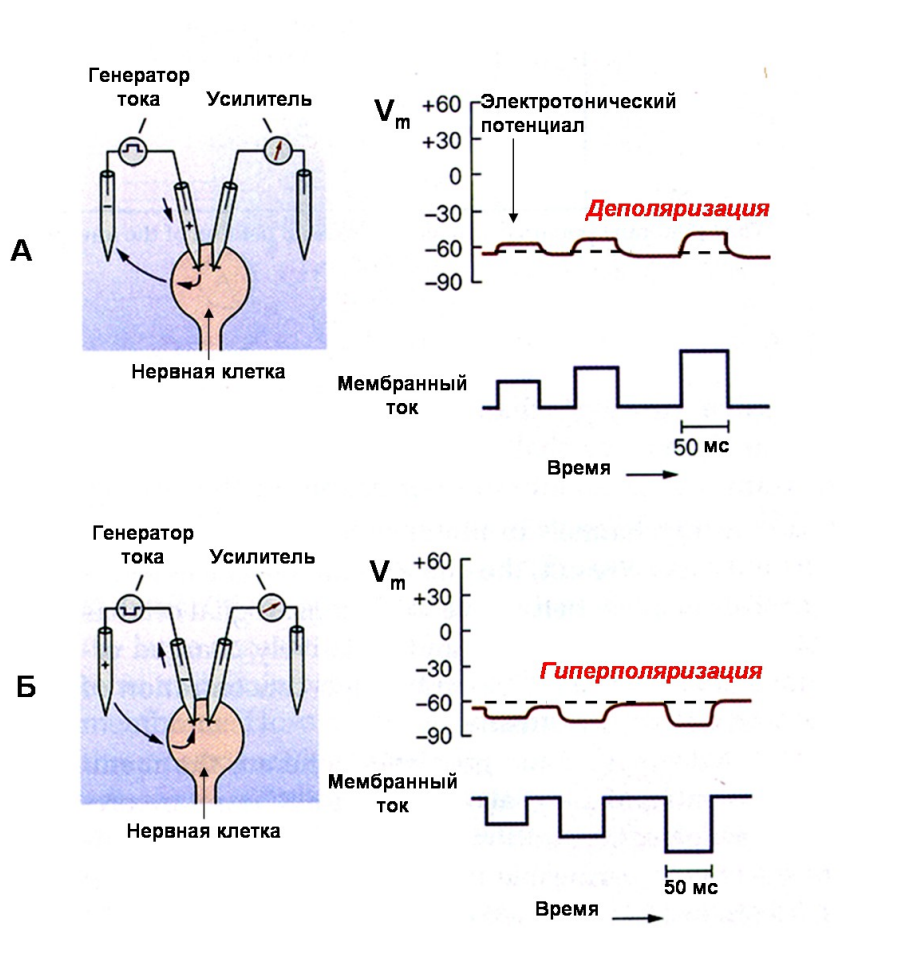 Генератор
тока
Усилитель
−
+
А
Нервная клетка
Vm
+60
+30
0
−30
−60
−90
Электротонический
потенциал
Деполяризация
Мембранный
ток
50 мс
Время
Генератор
тока
Усилитель
+
−
Б
Нервная клетка
Vm
+60
+30
0
−30
−60
−90
Гиперполяризация
Мембранный
ток
50 мс
Время